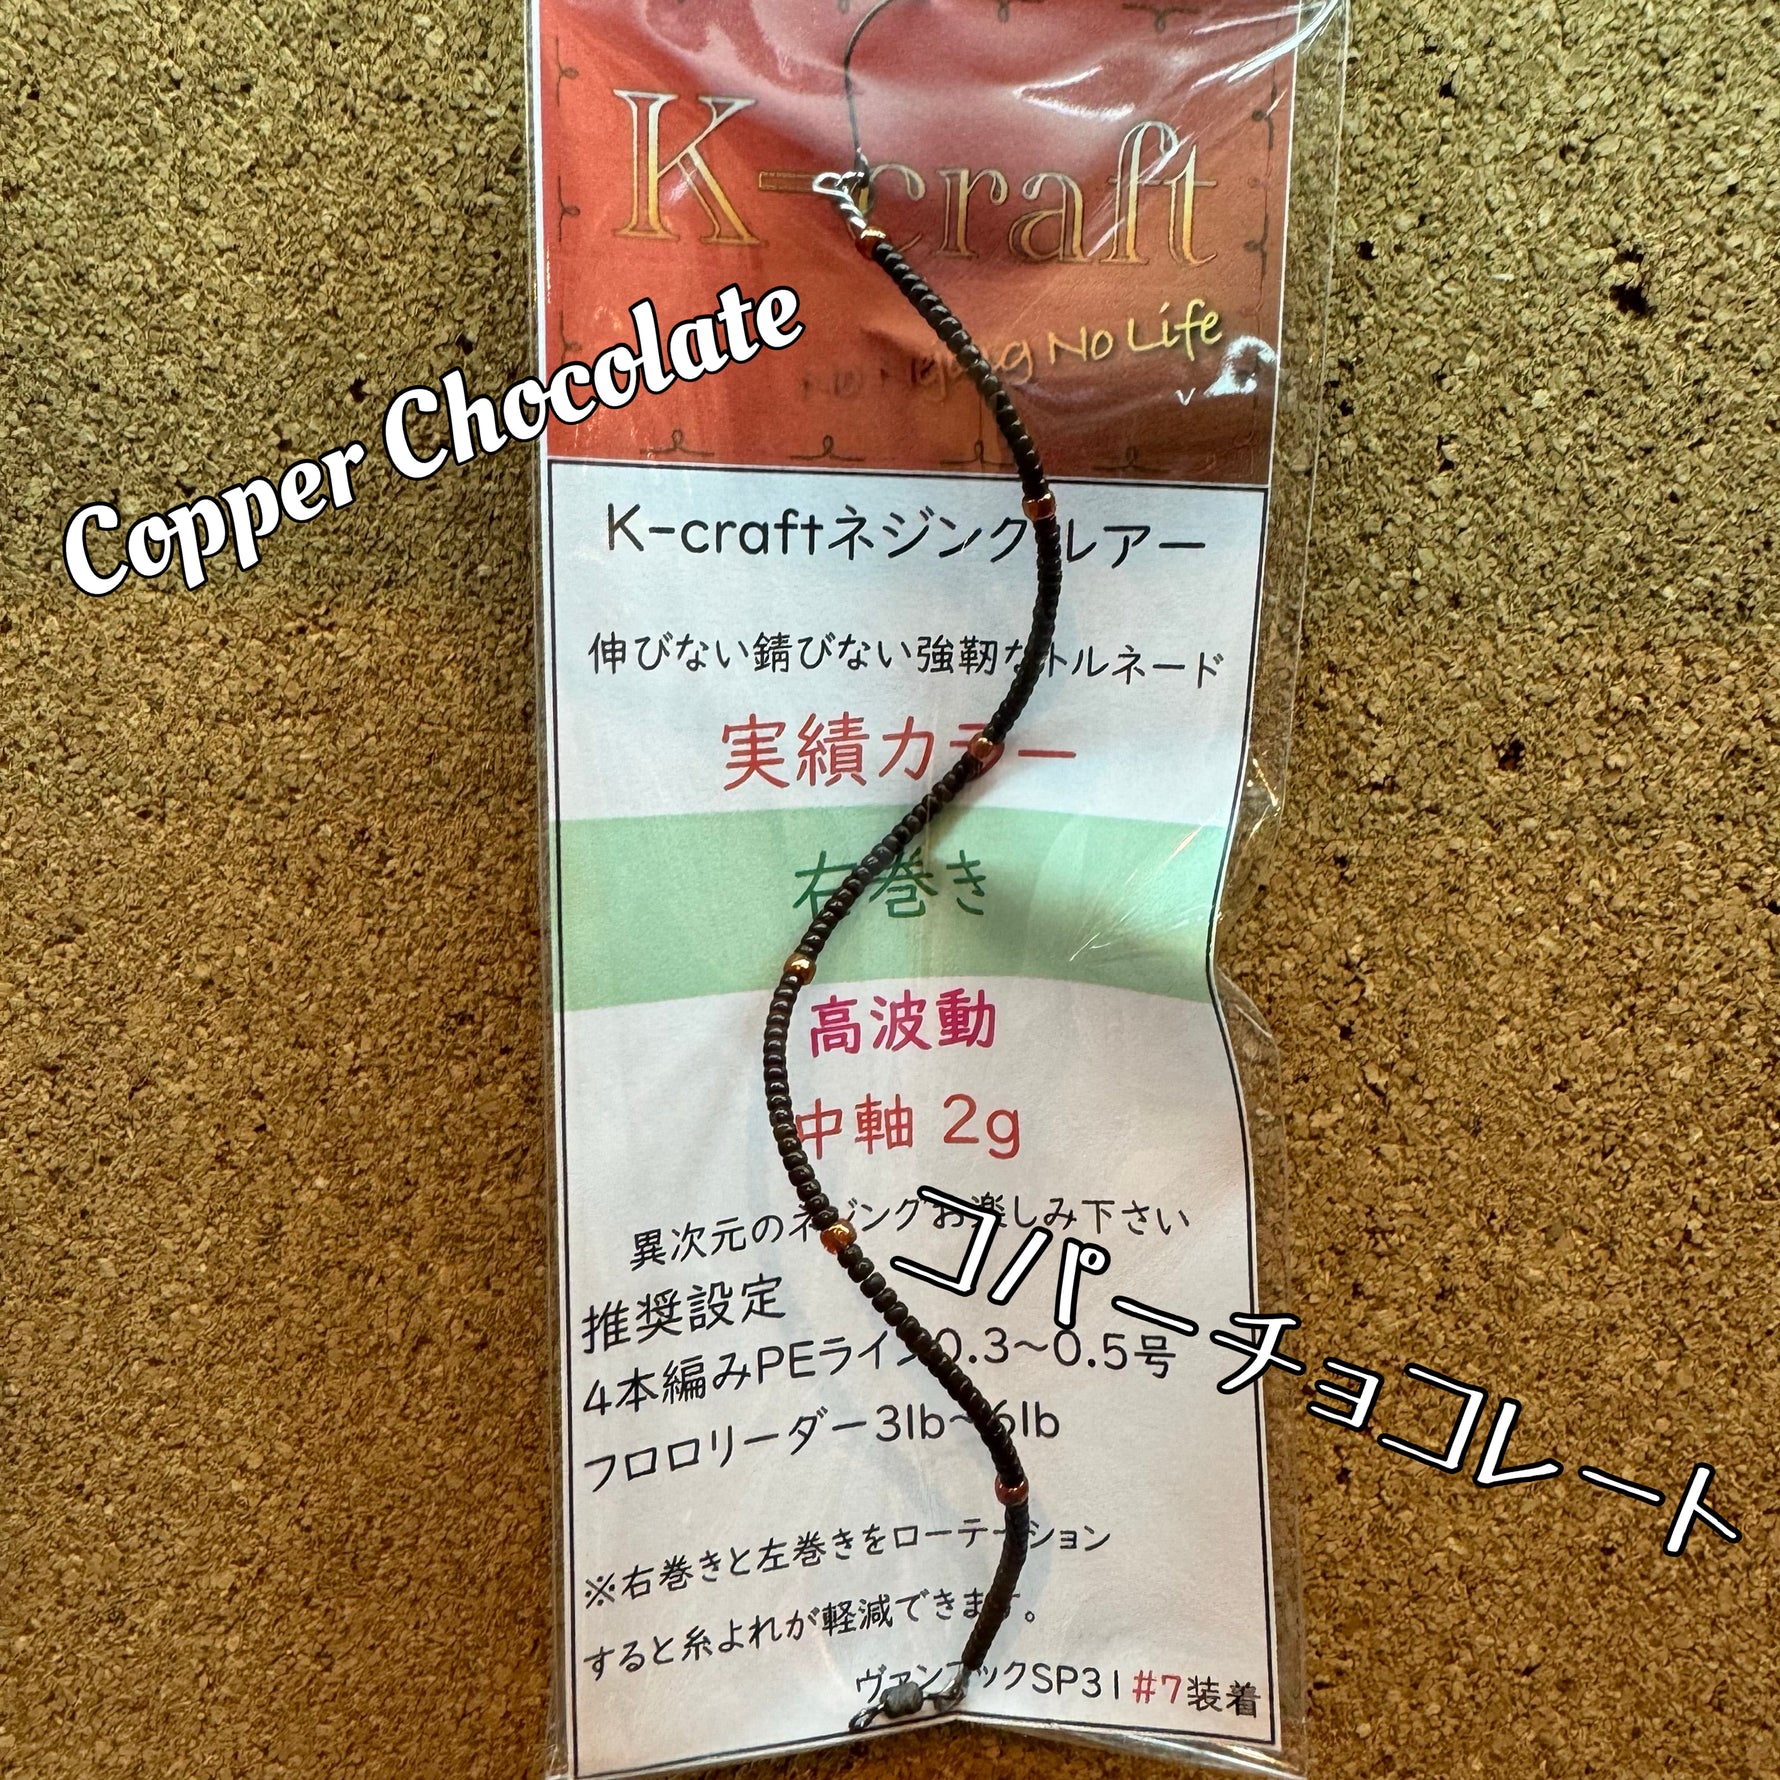 K-craft
No Life
Copper Chocolate
K-craftネジングルアー
伸びない錆びない強靭なトルネード
実績カラー
右巻き
高波動
中軸 2g
異次元のネジングお楽しみ下さい
コパーチョコレート
推奨設定
4本編みPEライン0.3~0.5号
フロロリーダー3lb~6lb
※右巻きと左巻きをローテーション
すると糸よれが軽減できます。
ヴァンフックSP31#7装着